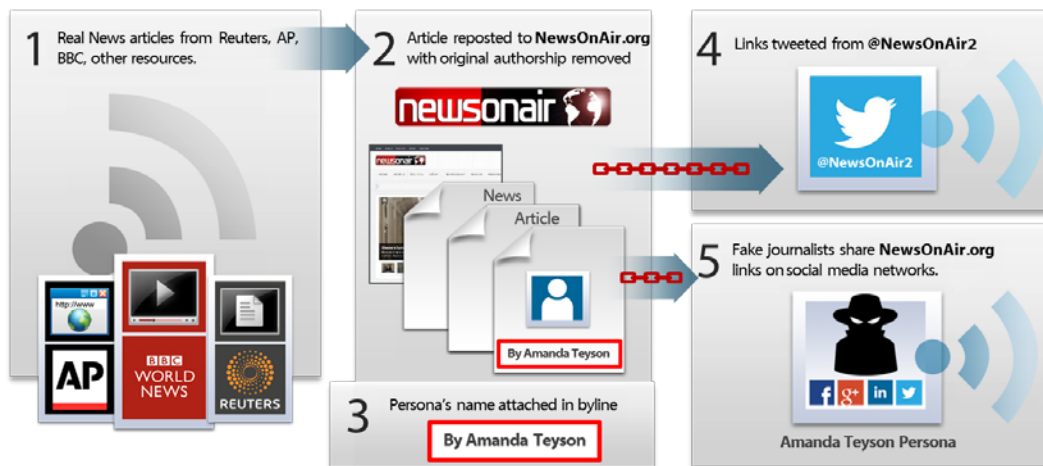 1
Real News articles from Reuters, AP,
BBC, other resources.
http://www
AP
BBC
WORLD
NEWS
REUTERS
2
Article reposted to NewsOnAir.org
with original authorship removed
newsonair
newsonair
News
Article
By Amanda Teyson
3
Persona's name attached in byline
By Amanda Teyson
4
Links tweeted from @NewsOnAir2
@NewsOnAir2
5
Fake journalists share NewsOnAir.org
links on social media networks.
f
g+
in
Amanda Teyson Persona